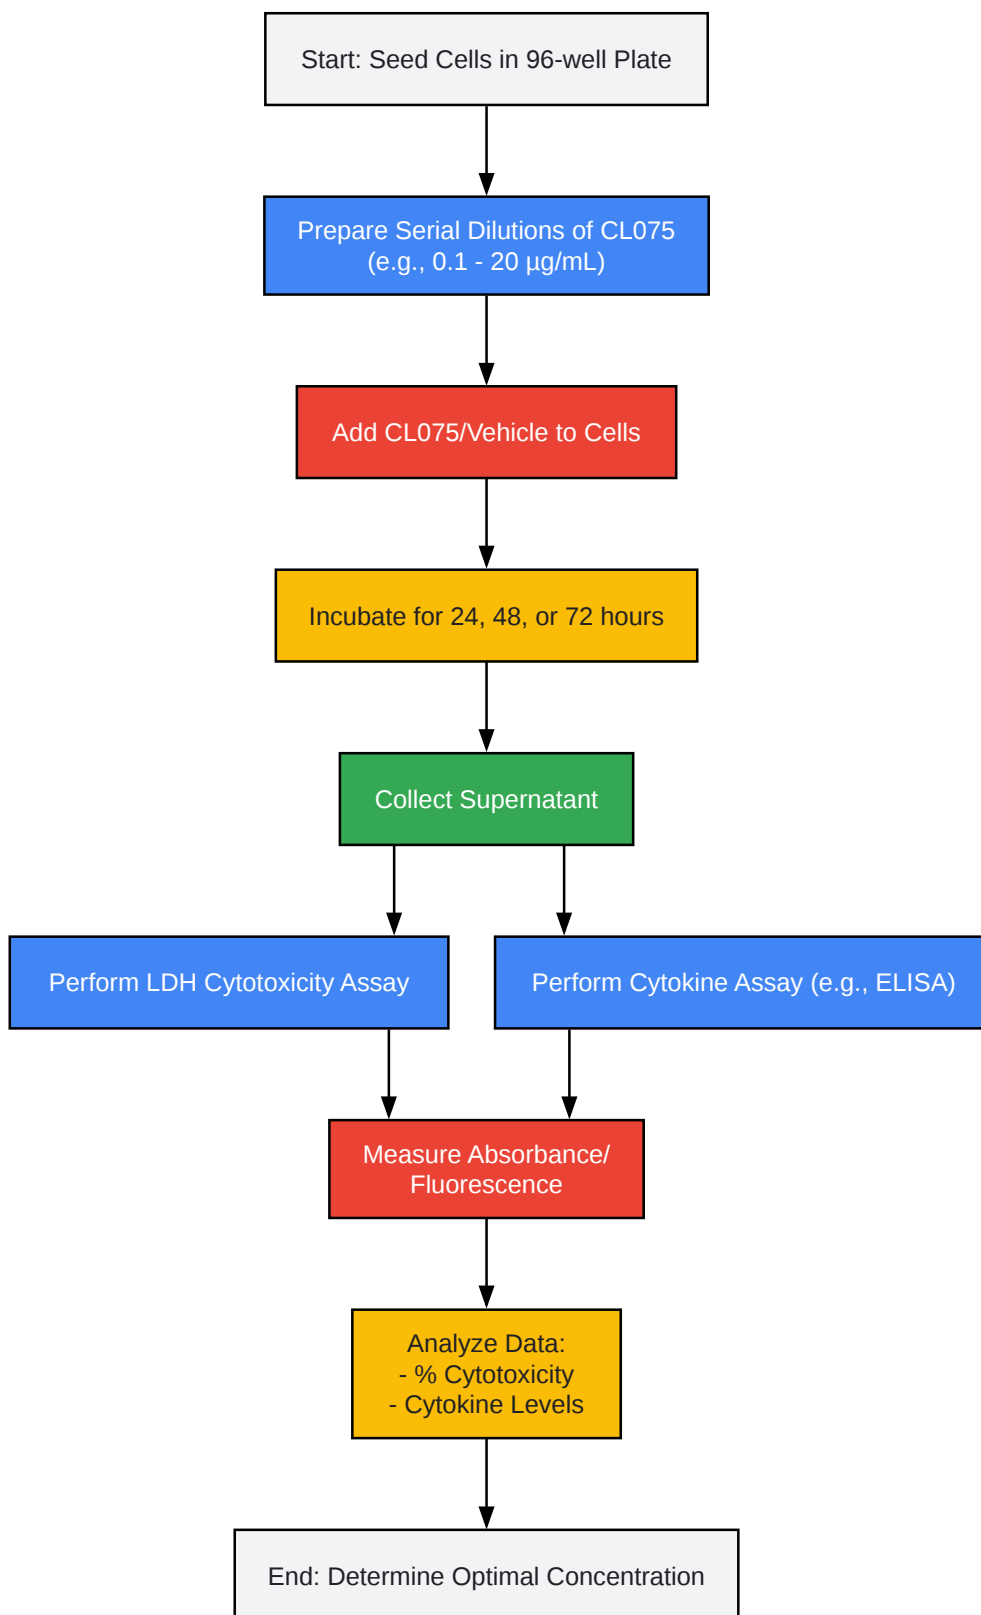 Start: Seed Cells in 96-well Plate
Prepare Serial Dilutions of CL075
(e.g., 0.1 - 20 µg/mL)
Add CL075/Vehicle to Cells
Incubate for 24, 48, or 72 hours
Collect Supernatant
Perform LDH Cytotoxicity Assay
Perform Cytokine Assay (e.g., ELISA)
Measure Absorbance/
Fluorescence
Analyze Data:
- % Cytotoxicity
- Cytokine Levels
End: Determine Optimal Concentration